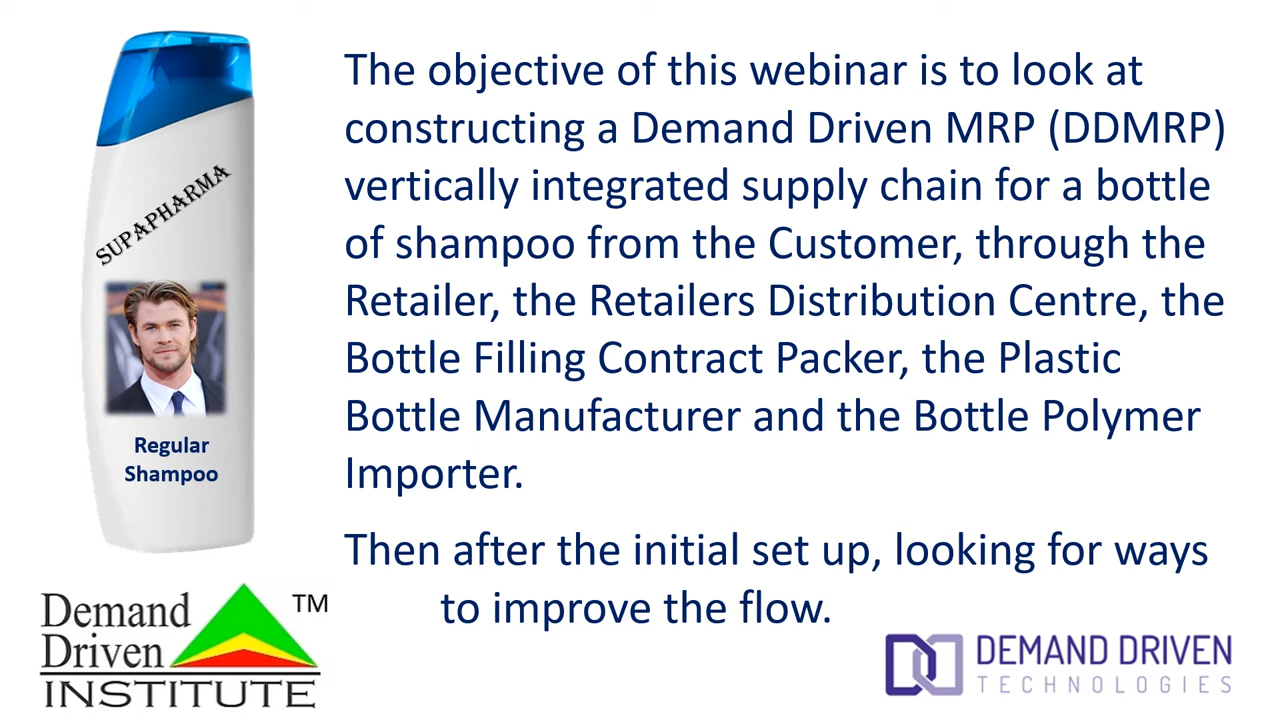 SUPAPHARMA
Regular
Shampoo
The objective of this webinar is to look at
constructing a Demand Driven MRP (DDMRP)
vertically integrated supply chain for a bottle
of shampoo from the Customer, through the
Retailer, the Retailers Distribution Centre, the
Bottle Filling Contract Packer, the Plastic
Bottle Manufacturer and the Bottle Polymer
Importer.
Then after the initial set up, looking for ways
to improve the flow.
Demand
Driven
INSTITUTE
TM
DEMAND DRIVEN
TECHNOLOGIES